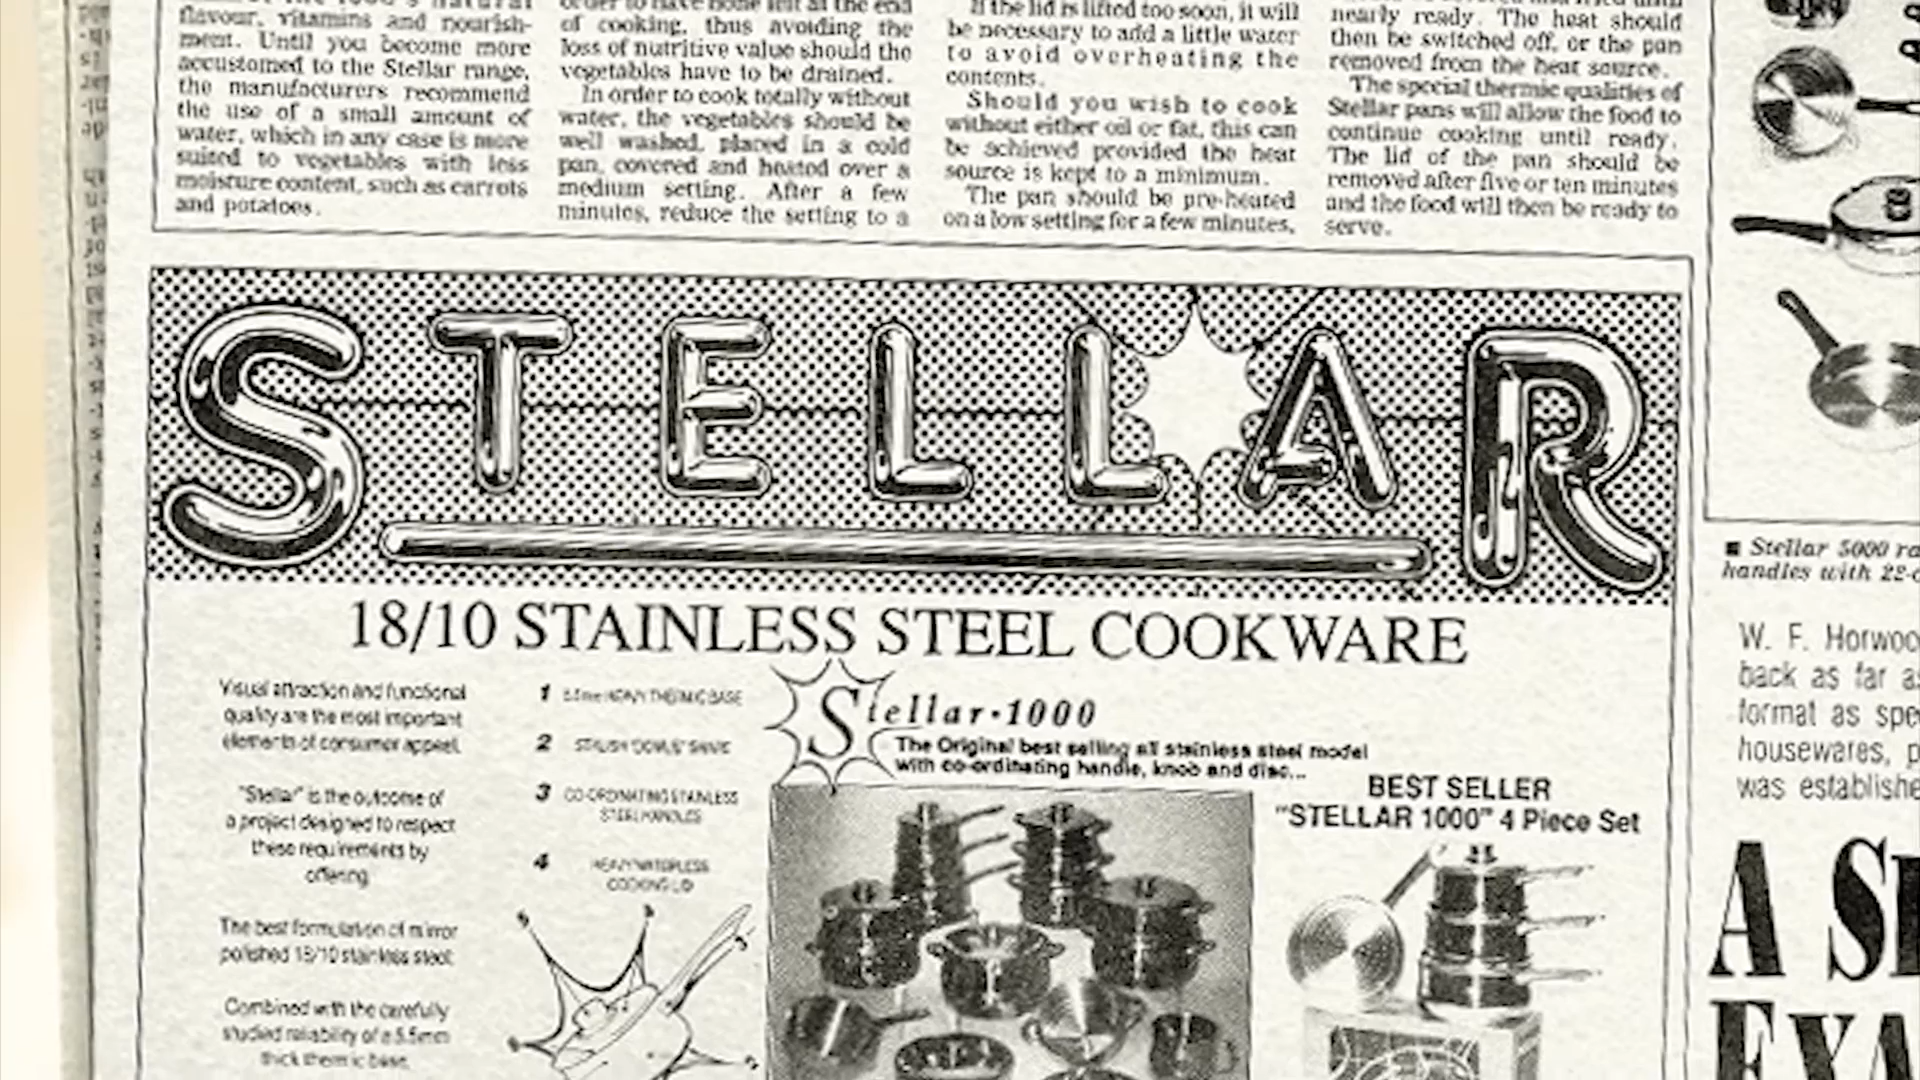 flavour, vitamins and nourish-
ment. Until you become more
accustomed to the Stellar range,
the manufacturers recommend
the use of a small amount of
water, which in any case is more
suited to vegetables with less
moisture content, such as carrots
and potatoes.
of cooking, thus avoiding the
loss of nutritive value should the
vegetables have to be drained.
In order to cook totally without
water, the vegetables should be
well washed, placed in a cold
pan, covered and heated over a
medium setting. After a few
minutes, reduce the setting to a
If the lid is lifted too soon, it will
be necessary to add a little water
to avoid overheating the
contents.
Should you wish to cook
without either oil or fat, this can
be achieved provided the heat
source is kept to a minimum.
The pan should be pre-heated
on a low setting for a few minutes,
nearly ready. The heat should
then be switched off, or the pan
removed from the heat source.
The special thermic qualities of
Stellar pans will allow the food to
continue cooking until ready.
The lid of the pan should be
removed after five or ten minutes
and the food will then be ready to
serve.
STELLAR
18/10 STAINLESS STEEL COOKWARE
Visual attraction and functional
quality are the most important
elements of consumer appeal.
"Stellar" is the outcome of
a project designed to respect
these requirements by
offering
The best formulation of mirror
polished 18/10 stainless steel.
Combined with the carefully
studied reliability of a 5.5mm
thick thermic base.
1 HEAVY THERMIC BASE
2
3 CO-ORDINATING STAINLESS
STEEL HANDLES
4 HEAVY WATERLESS
COOKING LID
Stellar·1000
The Original best selling all stainless steel model
with co-ordinating handle, knob and disc...
BEST SELLER
"STELLAR 1000" 4 Piece Set
■ Stellar 5000
handles with
W. F.
back as far
format as
housewares,
was
A